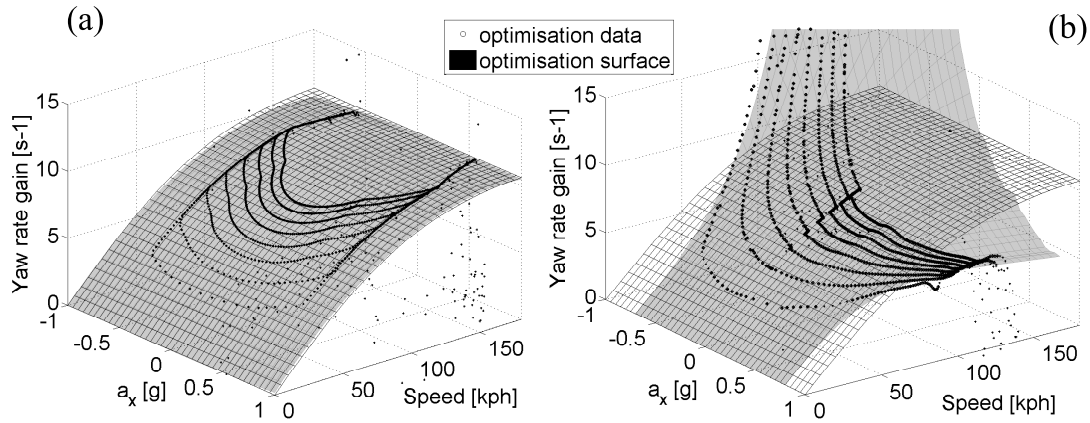 (a)
(b)
optimisation data
optimisation surface
Yaw rate gain [s-1]
15
10
5
0
-1
-0.5
0
0.5
1
a_x [g]
0
50
100
150
Speed [kph]
Yaw rate gain [s-1]
15
10
5
0
-1
-0.5
0
0.5
1
a_x [g]
0
50
100
150
Speed [kph]